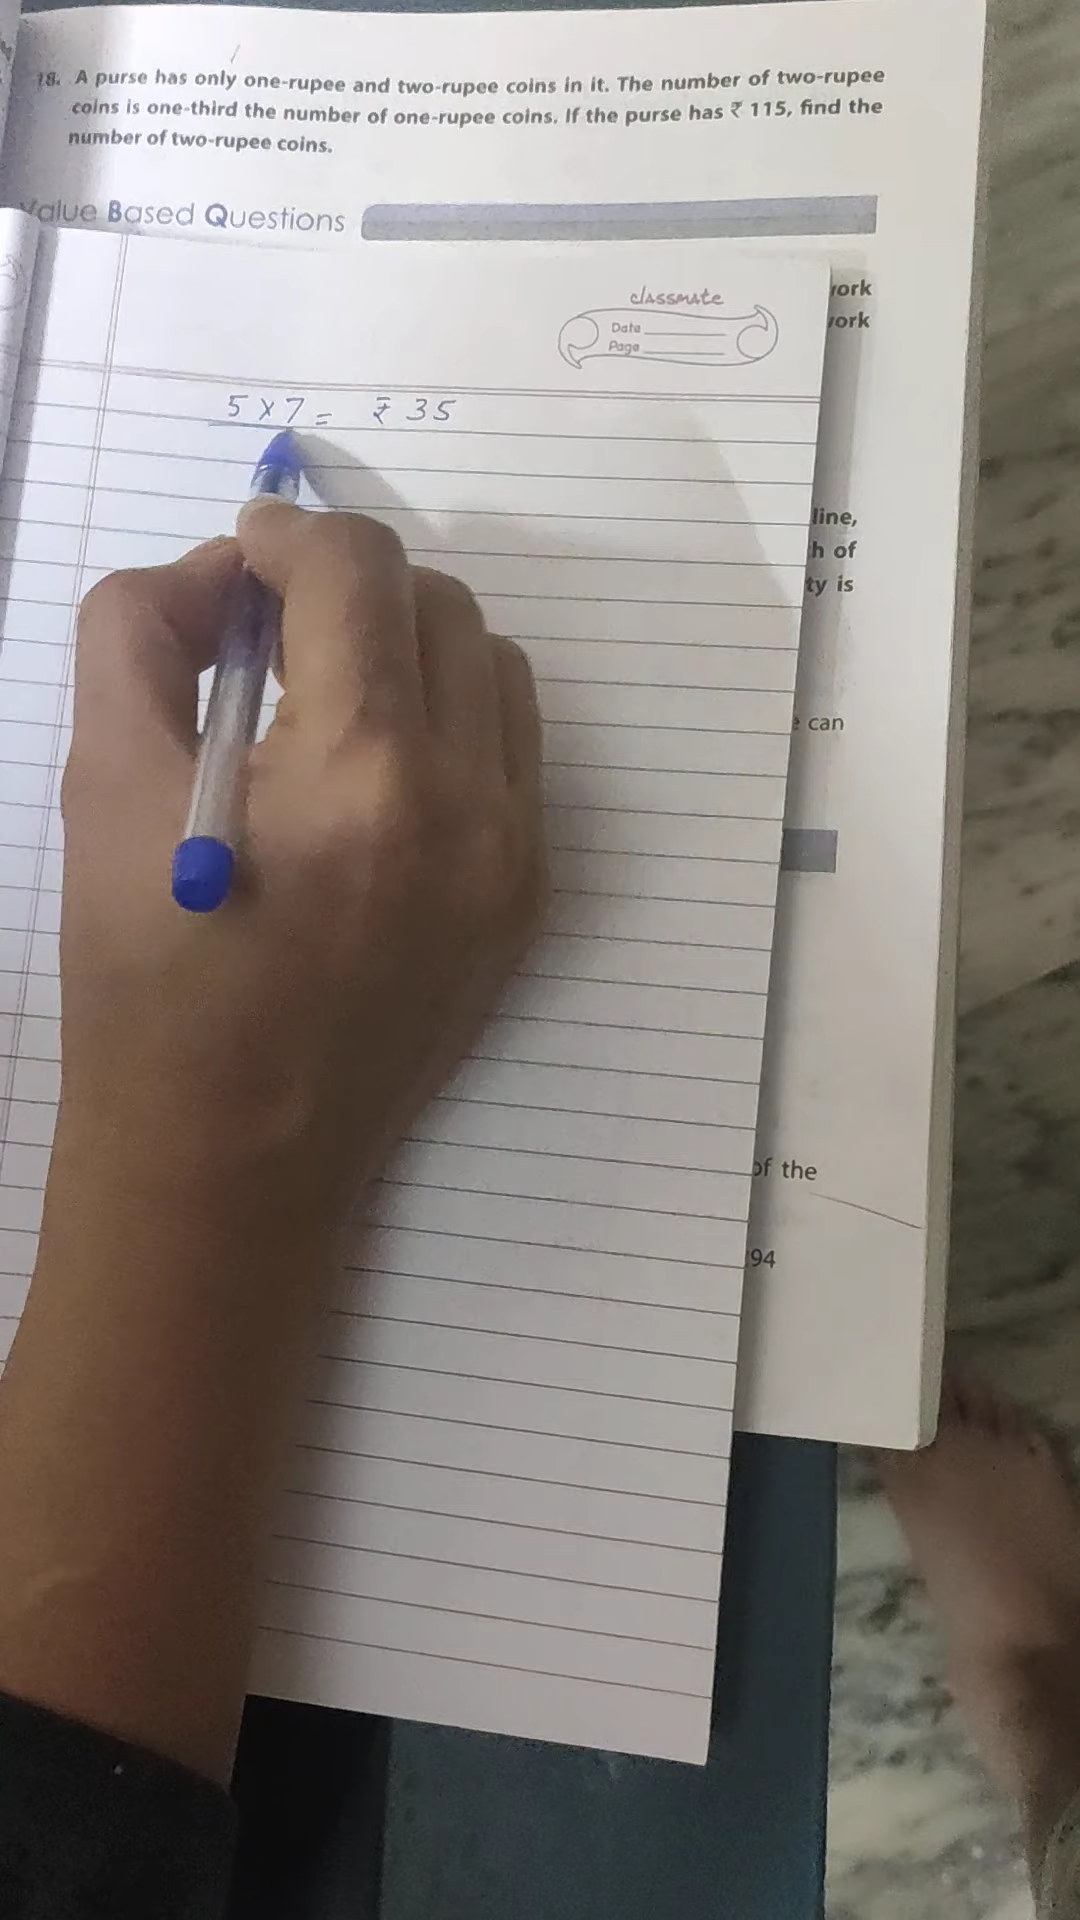 18. A purse has only one-rupee and two-rupee coins in it. The number of two-rupee
coins is one-third the number of one-rupee coins. If the purse has ₹ 115, find the
number of two-rupee coins.
Value Based Questions
classmate
Date
Page
5 x 7 = ₹ 35
line,
h of
ty is
can
of the
94